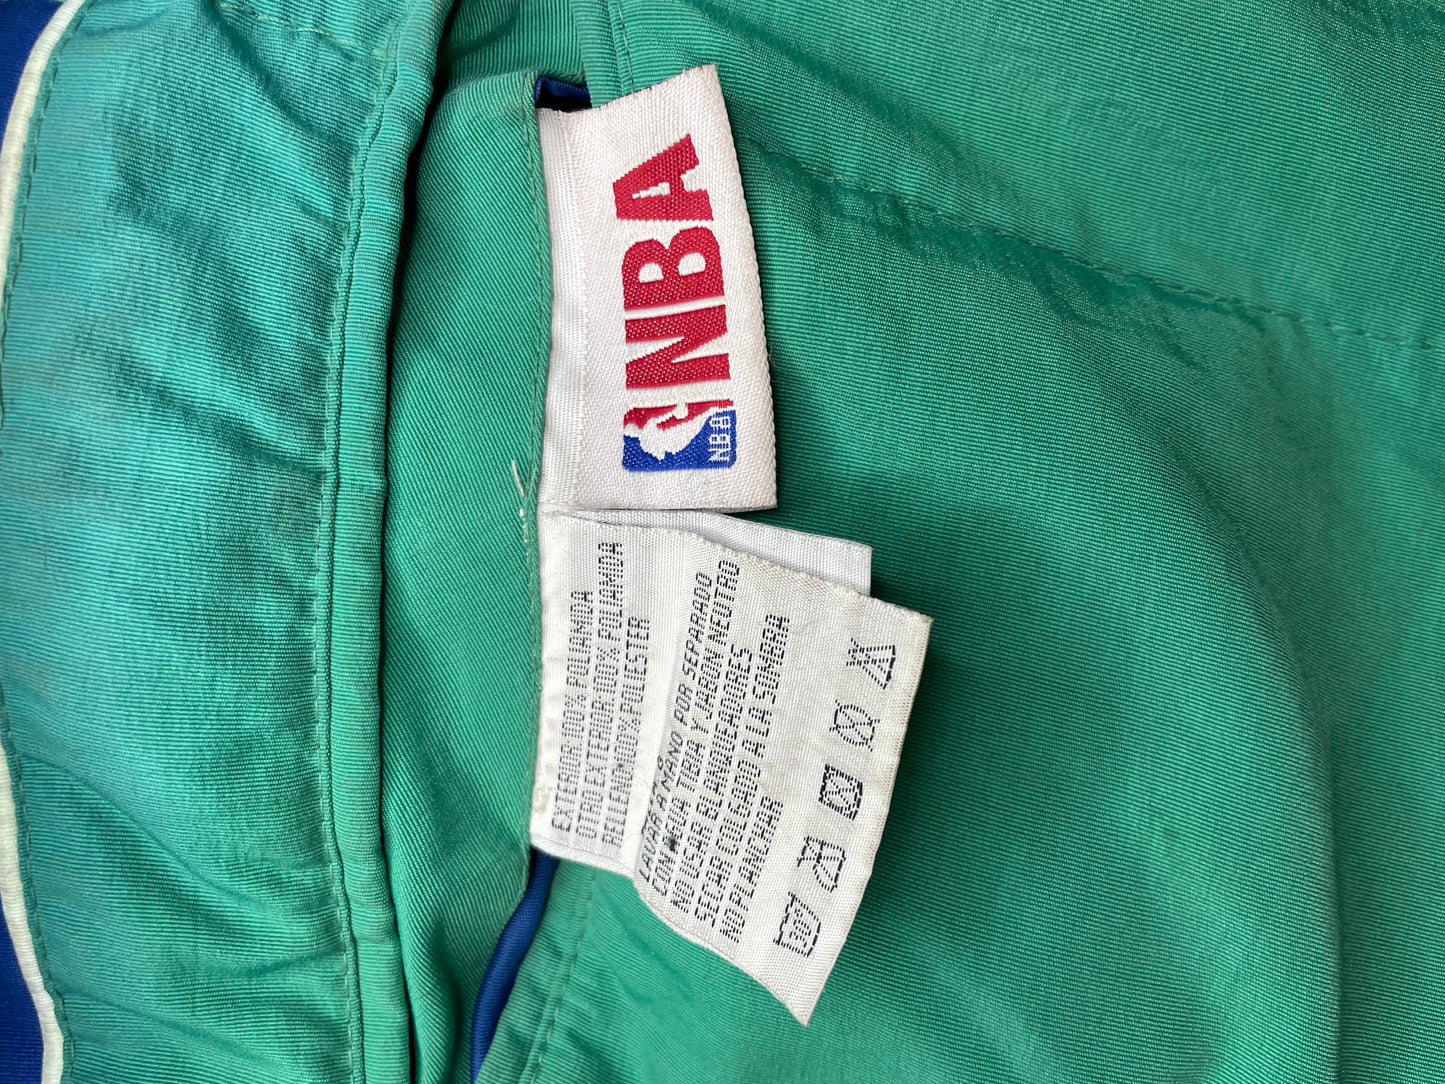 NBA
NBA
EXTERIOR 100% POLIAMIDA
OTRO EXTERIOR 100% POLIAMIDA
RELLENO 100% POLIESTER
LAVAR A MANO POR SEPARADO
CON AGUA TIBIA Y JABON NEUTRO
NO USAR BLANQUEADORES
SECAR COLGADO A LA SOMBRA
NO PLANCHAR